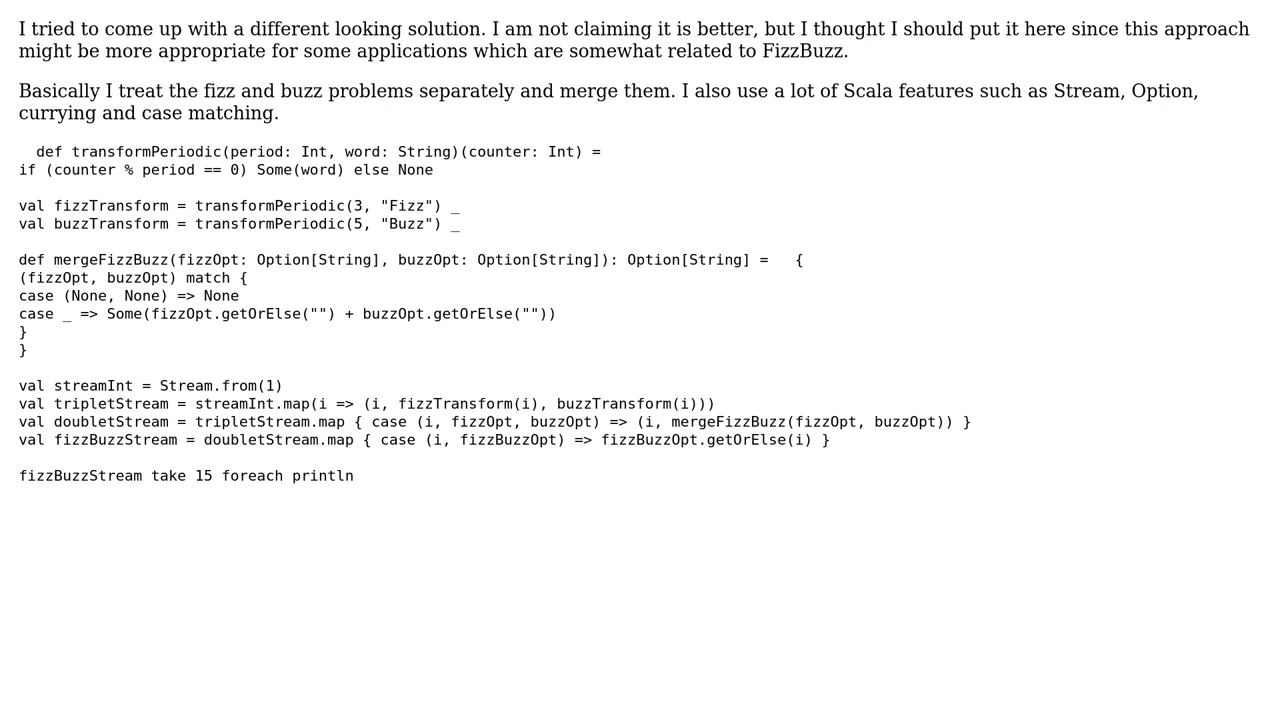 I tried to come up with a different looking solution. I am not claiming it is better, but I thought I should put it here since this approach
might be more appropriate for some applications which are somewhat related to FizzBuzz.
Basically I treat the fizz and buzz problems separately and merge them. I also use a lot of Scala features such as Stream, Option,
currying and case matching.
  def transformPeriodic(period: Int, word: String)(counter: Int) =
if (counter % period == 0) Some(word) else None
val fizzTransform = transformPeriodic(3, "Fizz") _
val buzzTransform = transformPeriodic(5, "Buzz") _
def mergeFizzBuzz(fizzOpt: Option[String], buzzOpt: Option[String]): Option[String] =   {
(fizzOpt, buzzOpt) match {
case (None, None) => None
case _ => Some(fizzOpt.getOrElse("") + buzzOpt.getOrElse(""))
}
}
val streamInt = Stream.from(1)
val tripletStream = streamInt.map(i => (i, fizzTransform(i), buzzTransform(i)))
val doubletStream = tripletStream.map { case (i, fizzOpt, buzzOpt) => (i, mergeFizzBuzz(fizzOpt, buzzOpt)) }
val fizzBuzzStream = doubletStream.map { case (i, fizzBuzzOpt) => fizzBuzzOpt.getOrElse(i) }
fizzBuzzStream take 15 foreach println